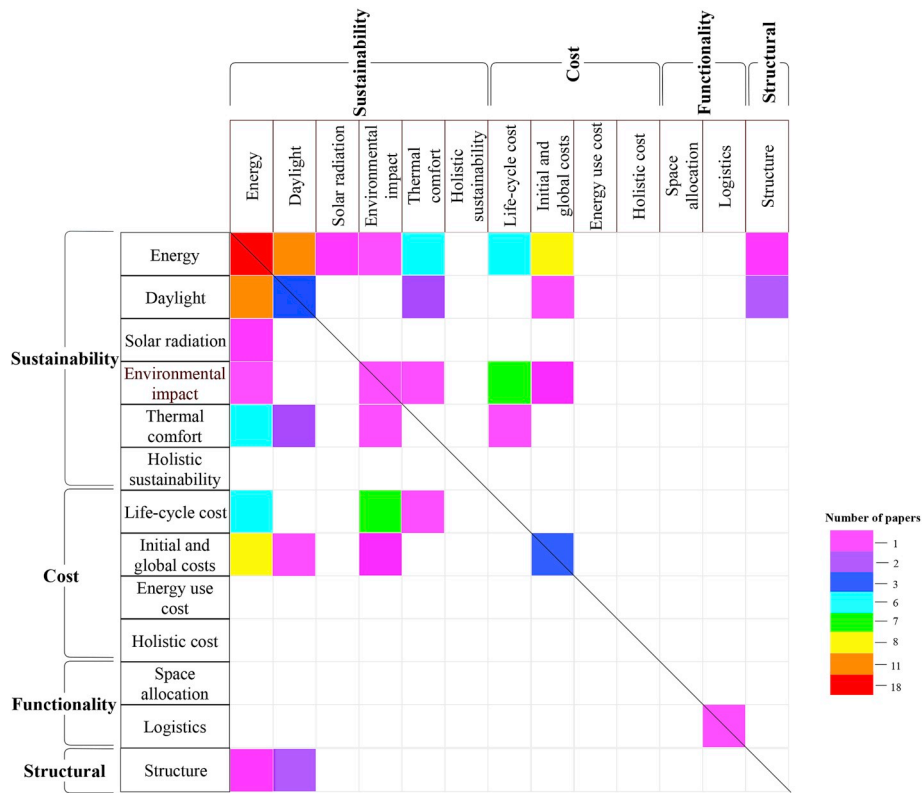 Sustainability
Cost
Functionality
Structural
Energy
Daylight
Solar radiation
Environmental
impact
Thermal
comfort
Holistic
sustainability
Life-cycle cost
Initial and
global costs
Energy use cost
Holistic cost
Space
allocation
Logistics
Structure
Sustainability
Energy
Daylight
Solar radiation
Environmental
impact
Thermal
comfort
Holistic
sustainability
Cost
Life-cycle cost
Initial and
global costs
Energy use
cost
Holistic cost
Functionality
Space
allocation
Logistics
Structural
Structure
Number of papers
1
2
3
6
7
8
11
18